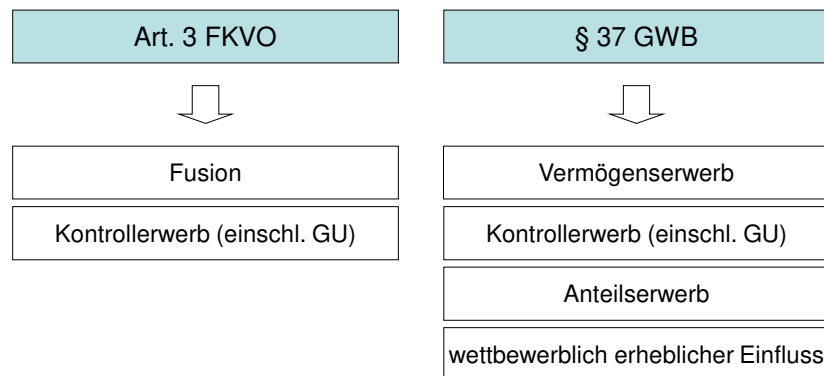 Art. 3 FKVO
Fusion
Kontrollerwerb (einschl. GU)
§ 37 GWB
Vermögenserwerb
Kontrollerwerb (einschl. GU)
Anteilserwerb
wettbewerblich erheblicher Einfluss